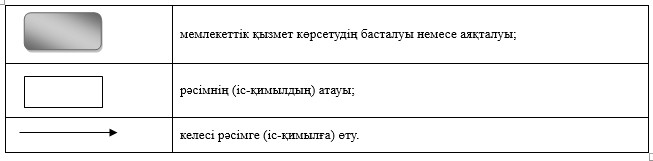 мемлекеттік қызмет көрсетудің басталуы немесе аяқталуы;
рәсімнің (іс-қимылдың) атауы;
келесі рәсімге (іс-қимылға) өту.